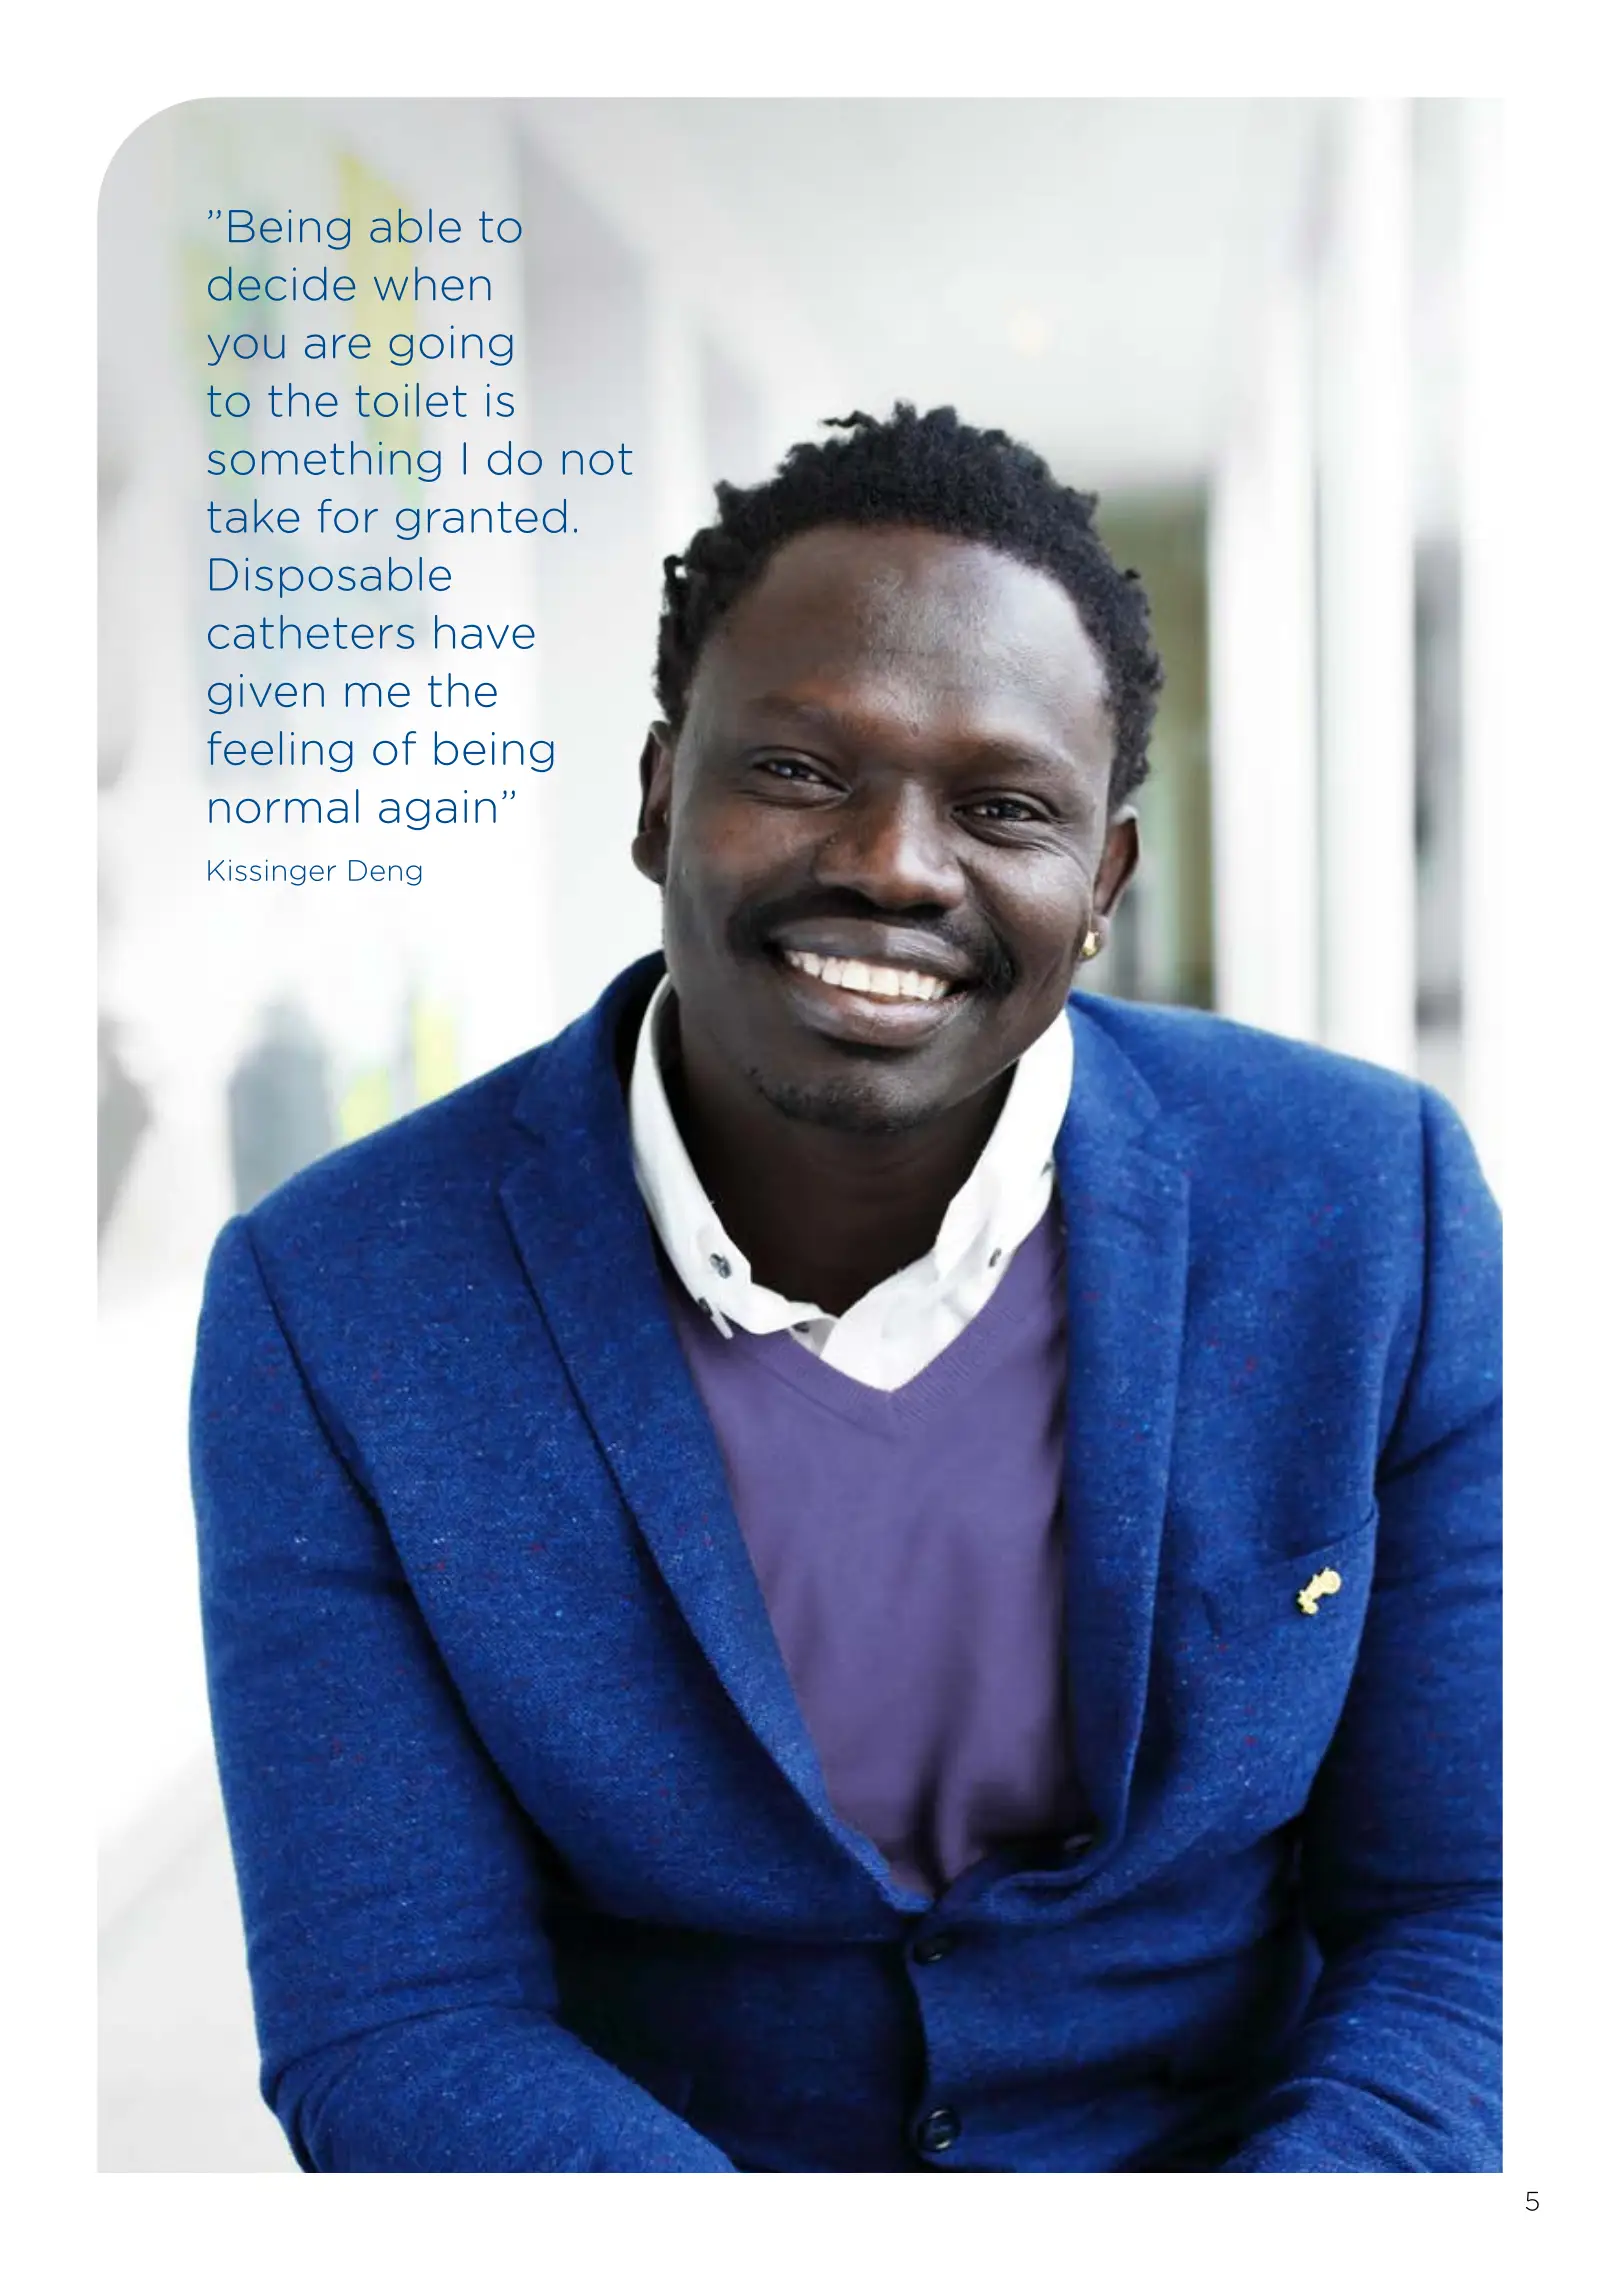 ”Being able to
decide when
you are going
to the toilet is
something I do not
take for granted.
Disposable
catheters have
given me the
feeling of being
normal again”
Kissinger Deng
5